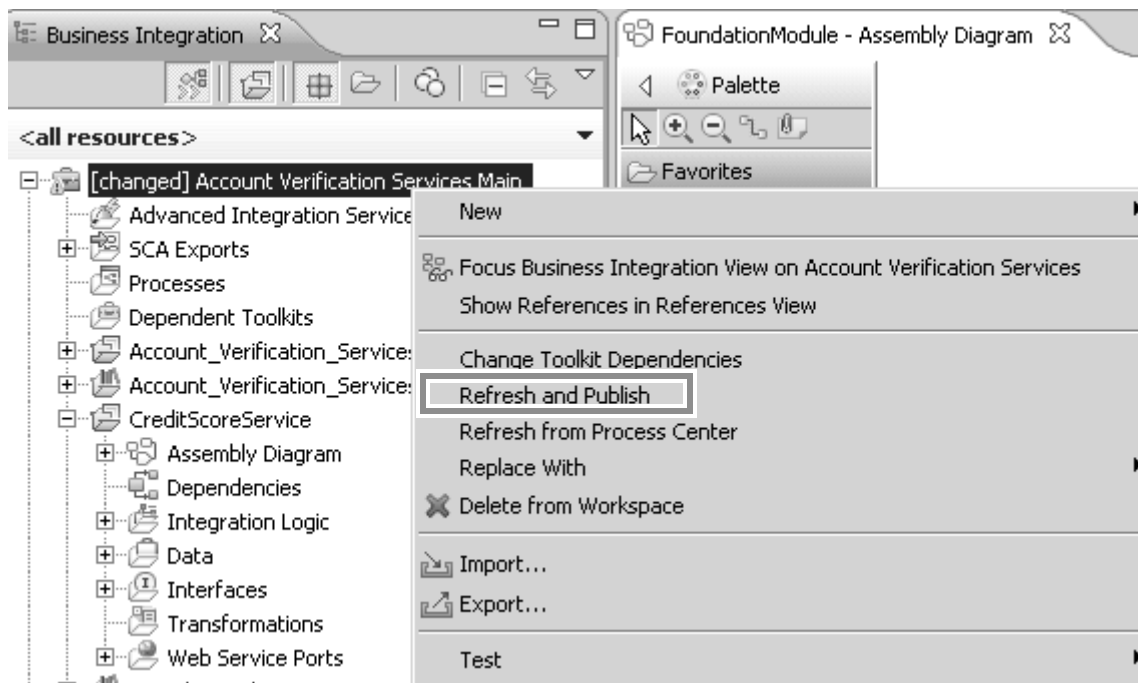 Business Integration
FoundationModule - Assembly Diagram
Palette
<all resources>
Favorites
[changed] Account Verification Services Main
Advanced Integration Service
SCA Exports
Processes
Dependent Toolkits
Account_Verification_Services
Account_Verification_Services
CreditScoreService
Assembly Diagram
Dependencies
Integration Logic
Data
Interfaces
Transformations
Web Service Ports
New
Focus Business Integration View on Account Verification Services
Show References in References View
Change Toolkit Dependencies
Refresh and Publish
Refresh from Process Center
Replace With
Delete from Workspace
Import...
Export...
Test